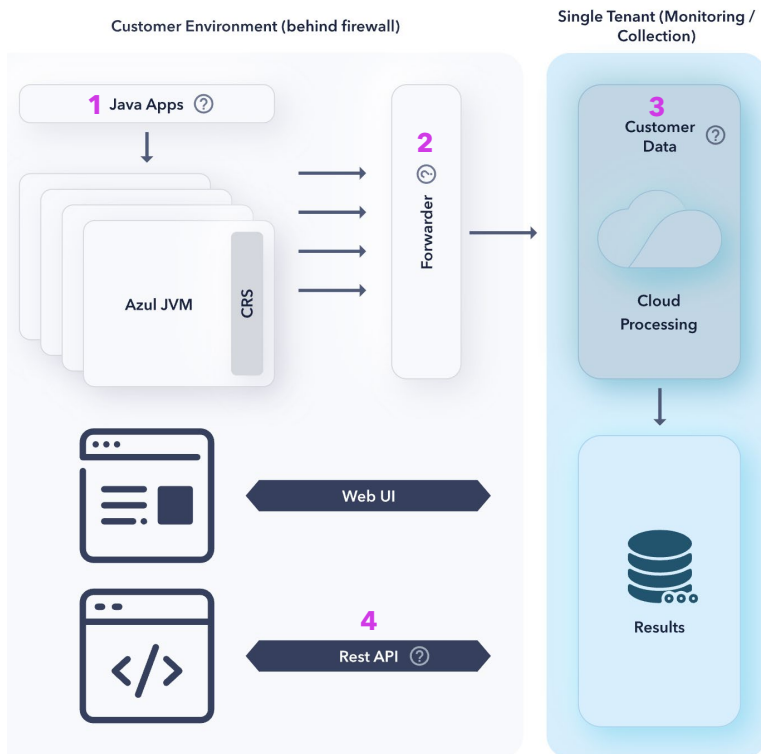 Customer Environment (behind firewall)
Single Tenant (Monitoring /
Collection)
1 Java Apps ?
2
Forwarder ?
3
Customer
Data ?
Azul JVM
CRS
Cloud
Processing
Web UI
4
Rest API ?
</>
Results